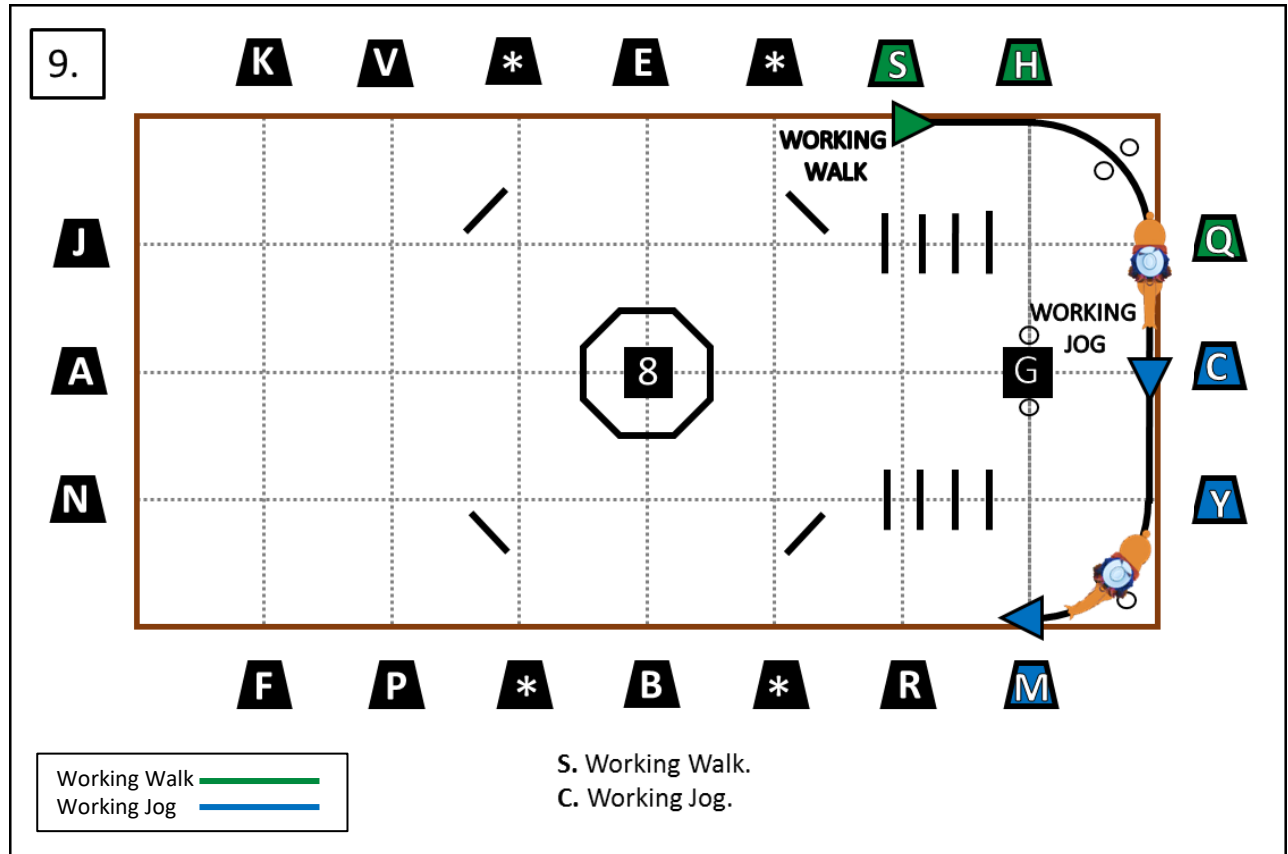 9.
K V * E * S H
WORKING
WALK
J
Q
WORKING
JOG
A
8
G
C
N
Y
F P * B * R M
Working Walk
Working Jog
S. Working Walk.
C. Working Jog.